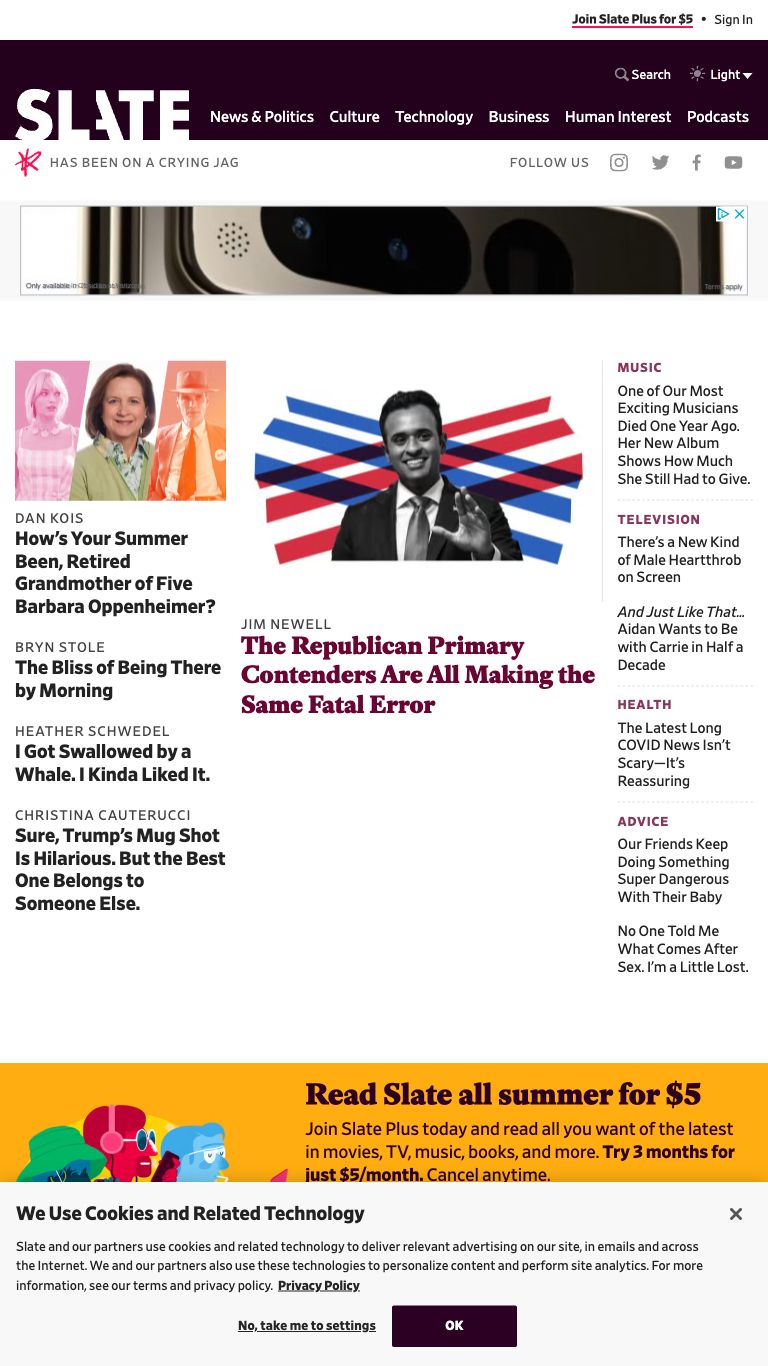 Join Slate Plus for $5 • Sign In
Search Light
SLATE
News & Politics Culture Technology Business Human Interest Podcasts
HAS BEEN ON A CRYING JAG
FOLLOW US
Only available in
Terms apply
DAN KOIS
How's Your Summer
Been, Retired
Grandmother of Five
Barbara Oppenheimer?
BRYN STOLE
The Bliss of Being There
by Morning
HEATHER SCHWEDEL
I Got Swallowed by a
Whale. I Kinda Liked It.
CHRISTINA CAUTERUCCI
Sure, Trump's Mug Shot
Is Hilarious. But the Best
One Belongs to
Someone Else.
JIM NEWELL
The Republican Primary
Contenders Are All Making the
Same Fatal Error
MUSIC
One of Our Most
Exciting Musicians
Died One Year Ago.
Her New Album
Shows How Much
She Still Had to Give.
TELEVISION
There's a New Kind
of Male Heartthrob
on Screen
And Just Like That…
Aidan Wants to Be
with Carrie in Half a
Decade
HEALTH
The Latest Long
COVID News Isn't
Scary—It's
Reassuring
ADVICE
Our Friends Keep
Doing Something
Super Dangerous
With Their Baby
No One Told Me
What Comes After
Sex. I'm a Little Lost.
Read Slate all summer for $5
Join Slate Plus today and read all you want of the latest
in movies, TV, music, books, and more. Try 3 months for
just $5/month. Cancel anytime.
We Use Cookies and Related Technology
Slate and our partners use cookies and related technology to deliver relevant advertising on our site, in emails and across
the Internet. We and our partners also use these technologies to personalize content and perform site analytics. For more
information, see our terms and privacy policy. Privacy Policy
No, take me to settings
OK